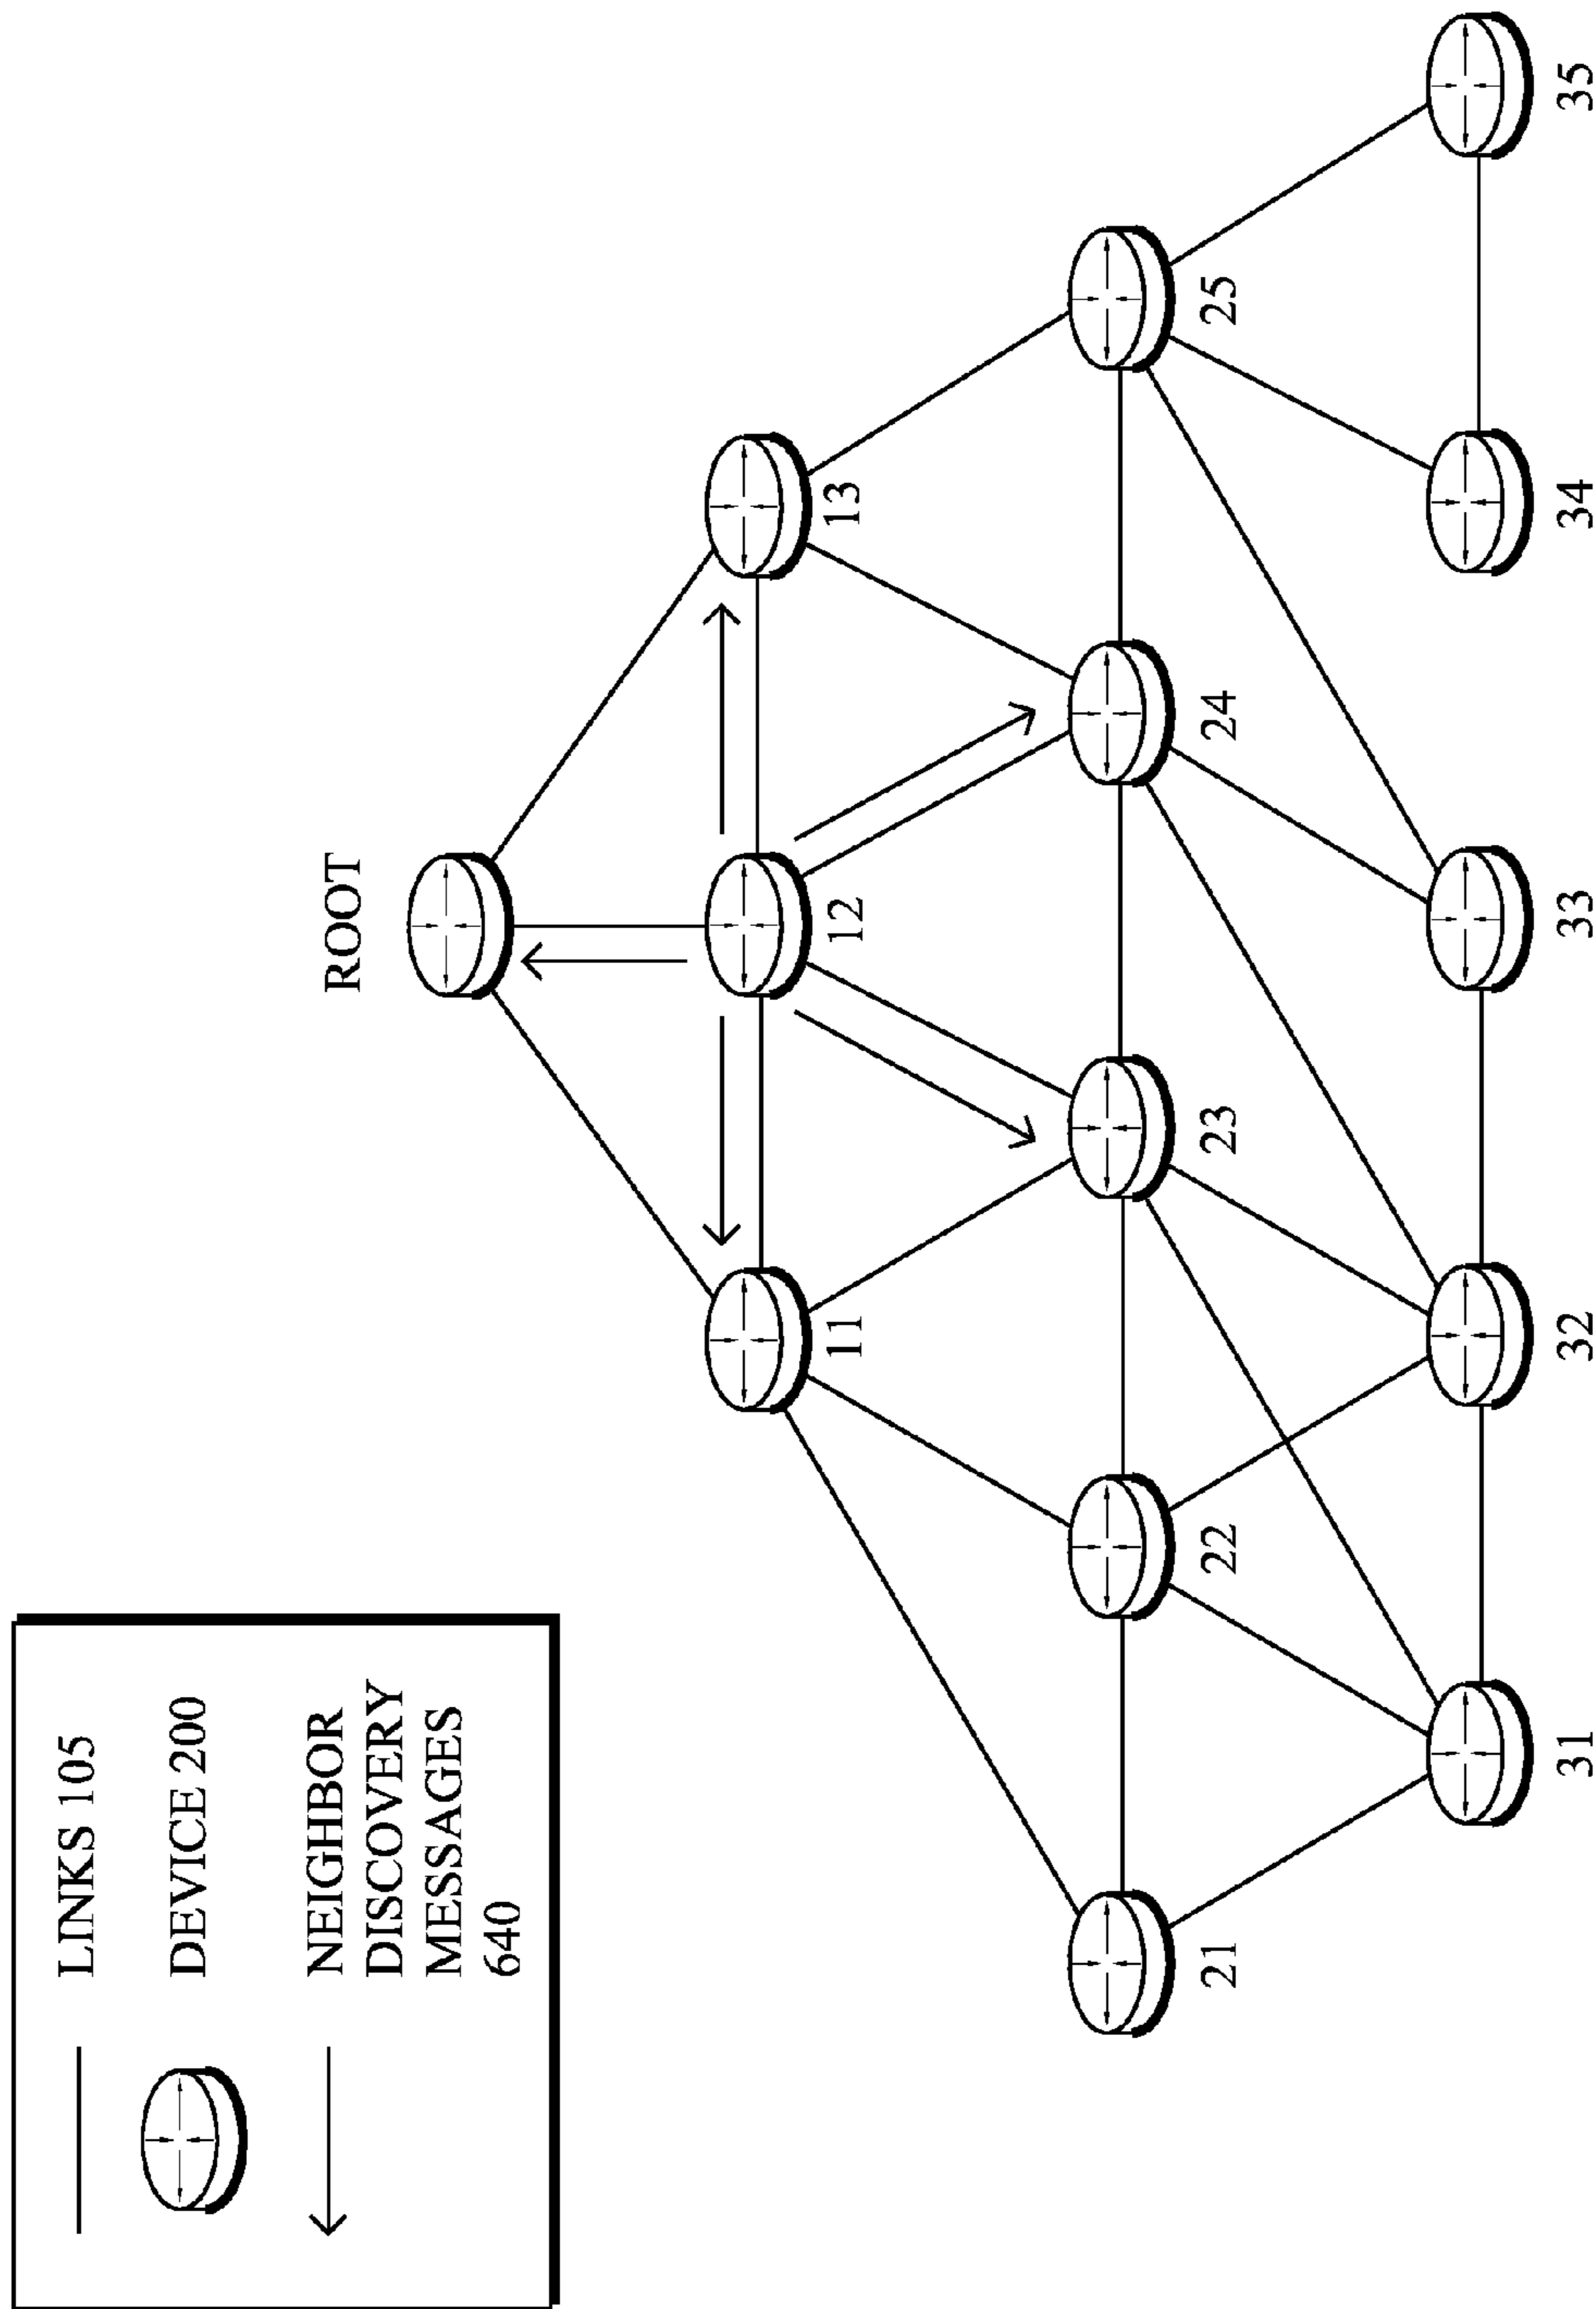 LINKS 105
DEVICE 200
NEIGHBOR
DISCOVERY
MESSAGES
640
ROOT
11
12
13
21
22
23
24
25
31
32
33
34
35